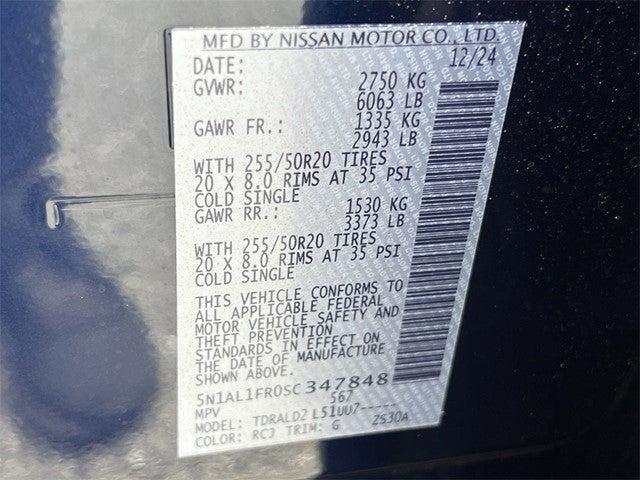 MFD BY NISSAN MOTOR CO., LTD.
DATE: 12/24
GVWR: 2750 KG
6063 LB
GAWR FR.: 1335 KG
2943 LB
WITH 255/50R20 TIRES
20 X 8.0 RIMS AT 35 PSI
COLD SINGLE
GAWR RR.: 1530 KG
3373 LB
WITH 255/50R20 TIRES
20 X 8.0 RIMS AT 35 PSI
COLD SINGLE
THIS VEHICLE CONFORMS TO
ALL APPLICABLE FEDERAL
MOTOR VEHICLE SAFETY AND
THEFT PREVENTION
STANDARDS IN EFFECT ON
THE DATE OF MANUFACTURE
SHOWN ABOVE.
5N1AL1FR0SC347848
MPV 567
MODEL: TDRALD2 L51UU7-----
COLOR: RCJ TRIM: G ZS30A